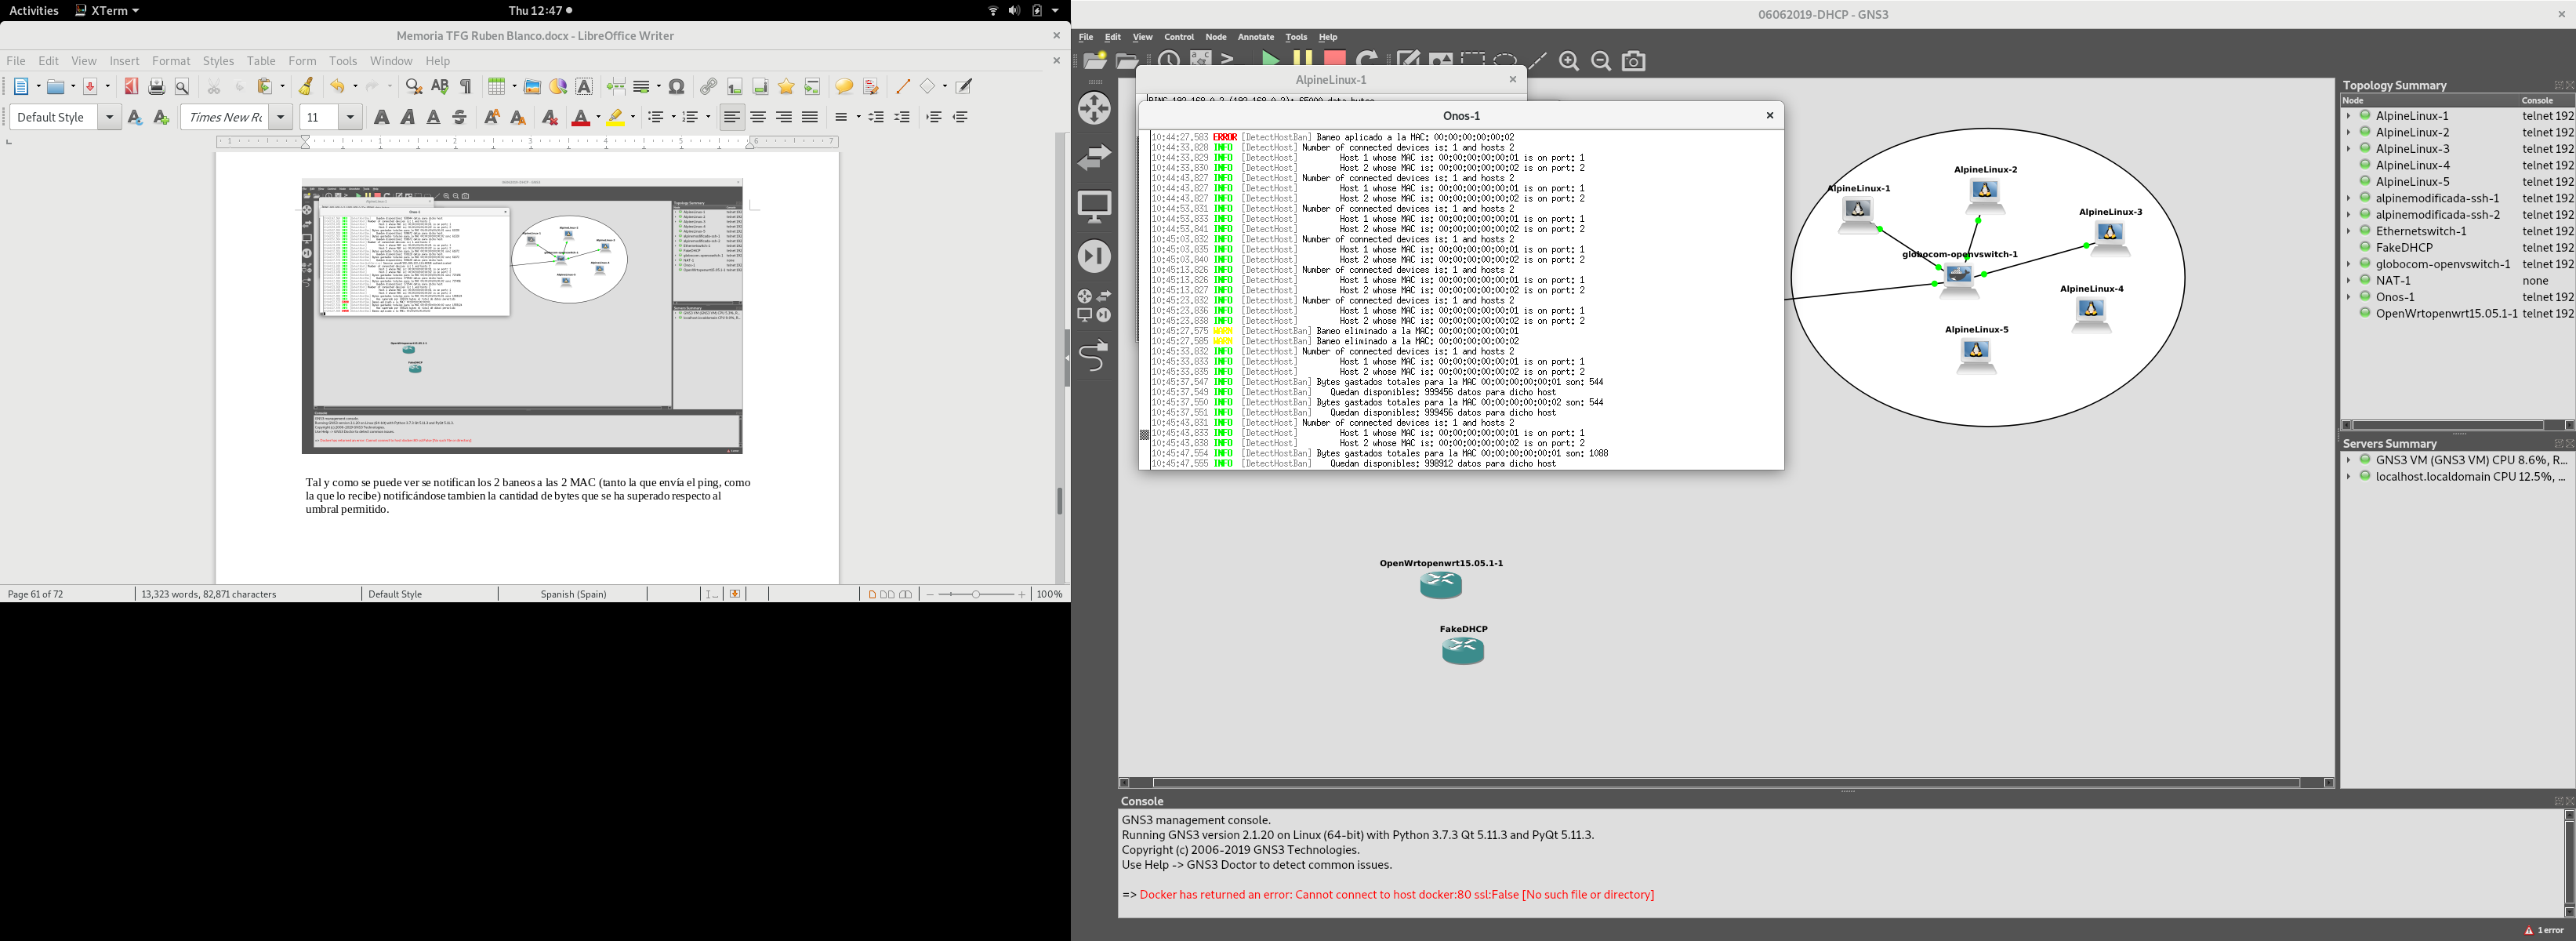 Activities XTerm Thu 12:47
Memoria TFG Ruben Blanco.docx - LibreOffice Writer
File Edit View Insert Format Styles Table Form Tools Window Help
Default Style Times New Ro 11
Tal y como se puede ver se notifican los 2 baneos a las 2 MAC (tanto la que envía el ping, como
la que lo recibe) notificándose tambien la cantidad de bytes que se ha superado respecto al
umbral permitido.
Page 61 of 72 13,323 words, 82,871 characters Default Style Spanish (Spain) 100%
06062019-DHCP - GNS3
File Edit View Control Node Annotate Tools Help
AlpineLinux-1
Onos-1
10:44:27.583 ERROR [DetectHostBan] Baneo aplicado a la MAC: 00:00:00:00:00:02
10:44:33.828 INFO [DetectHost] Number of connected devices is: 1 and hosts 2
10:44:33.829 INFO [DetectHost] Host 1 whose MAC is: 00:00:00:00:00:01 is on port: 1
10:44:33.830 INFO [DetectHost] Host 2 whose MAC is: 00:00:00:00:00:02 is on port: 2
10:44:43.827 INFO [DetectHost] Number of connected devices is: 1 and hosts 2
10:44:43.827 INFO [DetectHost] Host 1 whose MAC is: 00:00:00:00:00:01 is on port: 1
10:44:43.827 INFO [DetectHost] Host 2 whose MAC is: 00:00:00:00:00:02 is on port: 2
10:44:53.831 INFO [DetectHost] Number of connected devices is: 1 and hosts 2
10:44:53.833 INFO [DetectHost] Host 1 whose MAC is: 00:00:00:00:00:01 is on port: 1
10:44:53.841 INFO [DetectHost] Host 2 whose MAC is: 00:00:00:00:00:02 is on port: 2
10:45:03.832 INFO [DetectHost] Number of connected devices is: 1 and hosts 2
10:45:03.835 INFO [DetectHost] Host 1 whose MAC is: 00:00:00:00:00:01 is on port: 1
10:45:03.840 INFO [DetectHost] Host 2 whose MAC is: 00:00:00:00:00:02 is on port: 2
10:45:13.826 INFO [DetectHost] Number of connected devices is: 1 and hosts 2
10:45:13.826 INFO [DetectHost] Host 1 whose MAC is: 00:00:00:00:00:01 is on port: 1
10:45:13.827 INFO [DetectHost] Host 2 whose MAC is: 00:00:00:00:00:02 is on port: 2
10:45:23.832 INFO [DetectHost] Number of connected devices is: 1 and hosts 2
10:45:23.836 INFO [DetectHost] Host 1 whose MAC is: 00:00:00:00:00:01 is on port: 1
10:45:23.838 INFO [DetectHost] Host 2 whose MAC is: 00:00:00:00:00:02 is on port: 2
10:45:27.575 WARN [DetectHostBan] Baneo eliminado a la MAC: 00:00:00:00:00:01
10:45:27.585 WARN [DetectHostBan] Baneo eliminado a la MAC: 00:00:00:00:00:02
10:45:33.832 INFO [DetectHost] Number of connected devices is: 1 and hosts 2
10:45:33.833 INFO [DetectHost] Host 1 whose MAC is: 00:00:00:00:00:01 is on port: 1
10:45:33.835 INFO [DetectHost] Host 2 whose MAC is: 00:00:00:00:00:02 is on port: 2
10:45:37.547 INFO [DetectHostBan] Bytes gastados totales para la MAC 00:00:00:00:00:01 son: 544
10:45:37.549 INFO [DetectHostBan] Quedan disponibles: 999456 datos para dicho host
10:45:37.550 INFO [DetectHostBan] Bytes gastados totales para la MAC 00:00:00:00:00:02 son: 544
10:45:37.551 INFO [DetectHostBan] Quedan disponibles: 999456 datos para dicho host
10:45:43.831 INFO [DetectHost] Number of connected devices is: 1 and hosts 2
10:45:43.833 INFO [DetectHost] Host 1 whose MAC is: 00:00:00:00:00:01 is on port: 1
10:45:43.838 INFO [DetectHost] Host 2 whose MAC is: 00:00:00:00:00:02 is on port: 2
10:45:47.554 INFO [DetectHostBan] Bytes gastados totales para la MAC 00:00:00:00:00:01 son: 1088
10:45:47.555 INFO [DetectHostBan] Quedan disponibles: 998912 datos para dicho host
AlpineLinux-1
AlpineLinux-2
AlpineLinux-3
globocom-openvswitch-1
AlpineLinux-4
AlpineLinux-5
OpenWrtopenwrt15.05.1-1
FakeDHCP
Topology Summary
Node Console
AlpineLinux-1 telnet 192
AlpineLinux-2 telnet 192
AlpineLinux-3 telnet 192
AlpineLinux-4 telnet 192
AlpineLinux-5 telnet 192
alpinemodificada-ssh-1 telnet 192
alpinemodificada-ssh-2 telnet 192
Ethernetswitch-1 telnet 192
FakeDHCP telnet 192
globocom-openvswitch-1 telnet 192
NAT-1 none
Onos-1 telnet 192
OpenWrtopenwrt15.05.1-1 telnet 192
Servers Summary
GNS3 VM (GNS3 VM) CPU 8.6%, R...
localhost.localdomain CPU 12.5%, ...
Console
GNS3 management console.
Running GNS3 version 2.1.20 on Linux (64-bit) with Python 3.7.3 Qt 5.11.3 and PyQt 5.11.3.
Copyright (c) 2006-2019 GNS3 Technologies.
Use Help -> GNS3 Doctor to detect common issues.
=> Docker has returned an error: Cannot connect to host docker:80 ssl:False [No such file or directory]
1 error